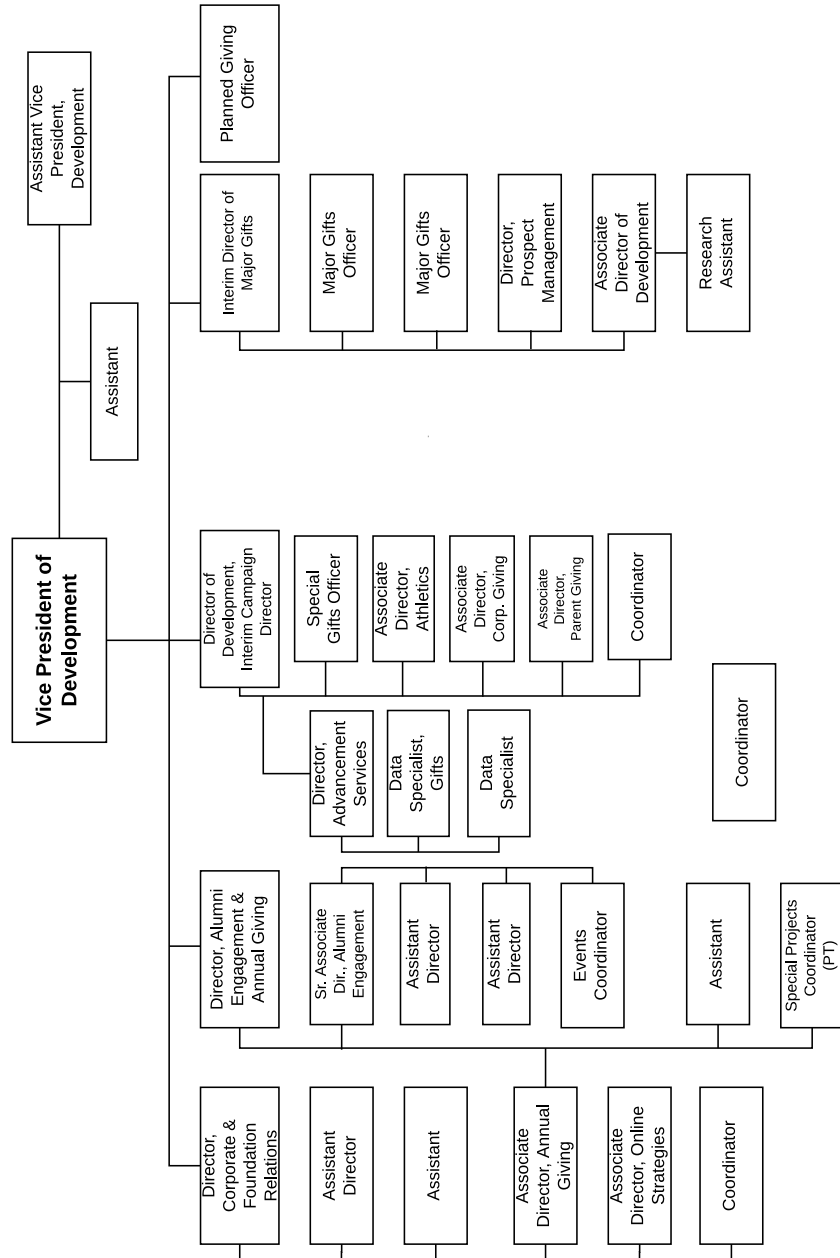 Vice President of
Development
Assistant Vice
President,
Development
Assistant
Director,
Corporate &
Foundation
Relations
Assistant
Director
Assistant
Associate
Director, Annual
Giving
Associate
Director, Online
Strategies
Coordinator
Director, Alumni
Engagement &
Annual Giving
Sr. Associate
Dir., Alumni
Engagement
Assistant
Director
Assistant
Director
Events
Coordinator
Assistant
Special Projects
Coordinator
(PT)
Director of
Development,
Interim Campaign
Director
Director,
Advancement
Services
Data
Specialist,
Gifts
Data
Specialist
Coordinator
Special
Gifts Officer
Associate
Director,
Athletics
Associate
Director,
Corp. Giving
Associate
Director,
Parent Giving
Coordinator
Interim Director of
Major Gifts
Major Gifts
Officer
Major Gifts
Officer
Director,
Prospect
Management
Associate
Director of
Development
Research
Assistant
Planned Giving
Officer